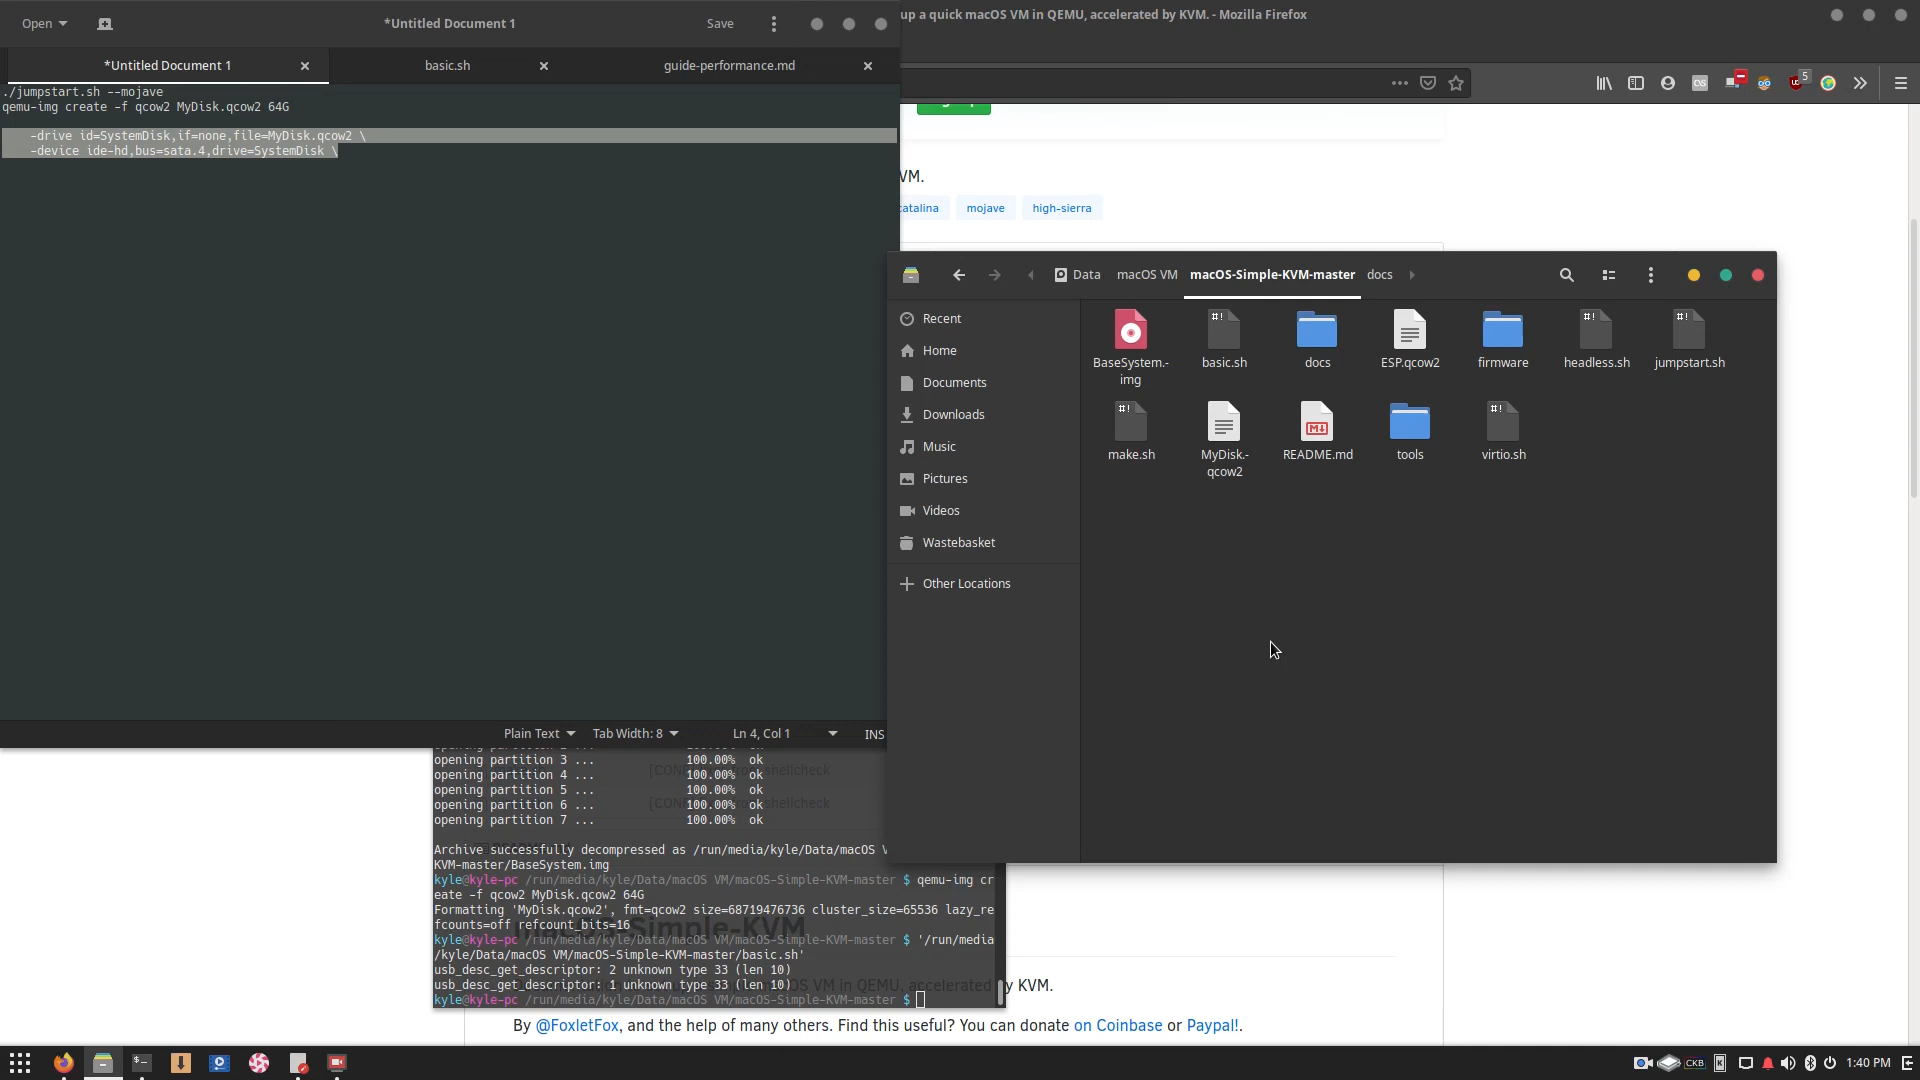 Open
*Untitled Document 1
Save
*Untitled Document 1
basic.sh
guide-performance.md
./jumpstart.sh --mojave
qemu-img create -f qcow2 MyDisk.qcow2 64G
-drive id=SystemDisk,if=none,file=MyDisk.qcow2 \
-device ide-hd,bus=sata.4,drive=SystemDisk \
Plain Text
Tab Width: 8
Ln 4, Col 1
INS
up a quick macOS VM in QEMU, accelerated by KVM. - Mozilla Firefox
5
VM.
catalina
mojave
high-sierra
Data
macOS VM
macOS-Simple-KVM-master
docs
Recent
Home
Documents
Downloads
Music
Pictures
Videos
Wastebasket
Other Locations
BaseSystem.-
img
basic.sh
docs
ESP.qcow2
firmware
headless.sh
jumpstart.sh
make.sh
MyDisk.-
qcow2
README.md
tools
virtio.sh
opening partition 3 ... 100.00% ok
opening partition 4 ... 100.00% ok
opening partition 5 ... 100.00% ok
opening partition 6 ... 100.00% ok
opening partition 7 ... 100.00% ok
Archive successfully decompressed as /run/media/kyle/Data/macOS V
KVM-master/BaseSystem.img
kyle@kyle-pc /run/media/kyle/Data/macOS VM/macOS-Simple-KVM-master $ qemu-img cr
eate -f qcow2 MyDisk.qcow2 64G
Formatting 'MyDisk.qcow2', fmt=qcow2 size=68719476736 cluster_size=65536 lazy_re
fcounts=off refcount_bits=16
kyle@kyle-pc /run/media/kyle/Data/macOS VM/macOS-Simple-KVM-master $ '/run/media
/kyle/Data/macOS VM/macOS-Simple-KVM-master/basic.sh'
usb_desc_get_descriptor: 2 unknown type 33 (len 10)
usb_desc_get_descriptor: 1 unknown type 33 (len 10)
kyle@kyle-pc /run/media/kyle/Data/macOS VM/macOS-Simple-KVM-master $
macOS-Simple-KVM
OS VM in QEMU, accelerated by KVM.
By @FoxletFox, and the help of many others. Find this useful? You can donate on Coinbase or Paypal!.
CKB
1:40 PM